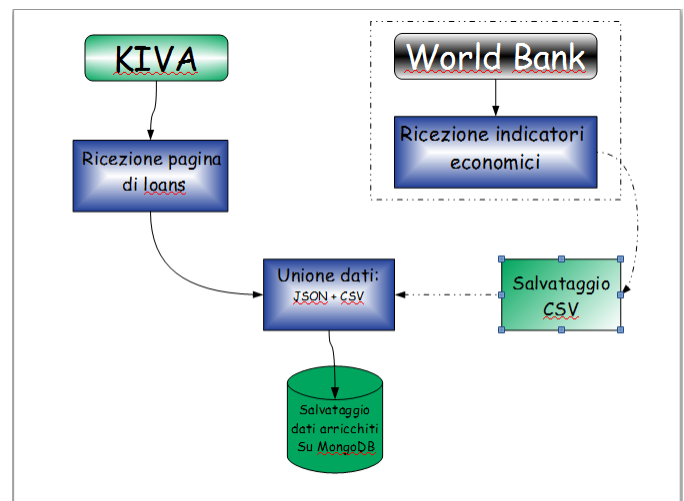 KIVA
World Bank
Ricezione pagina
di loans
Ricezione indicatori
economici
Unione dati:
JSON + CSV
Salvataggio
CSV
Salvataggio
dati arricchiti
Su MongoDB